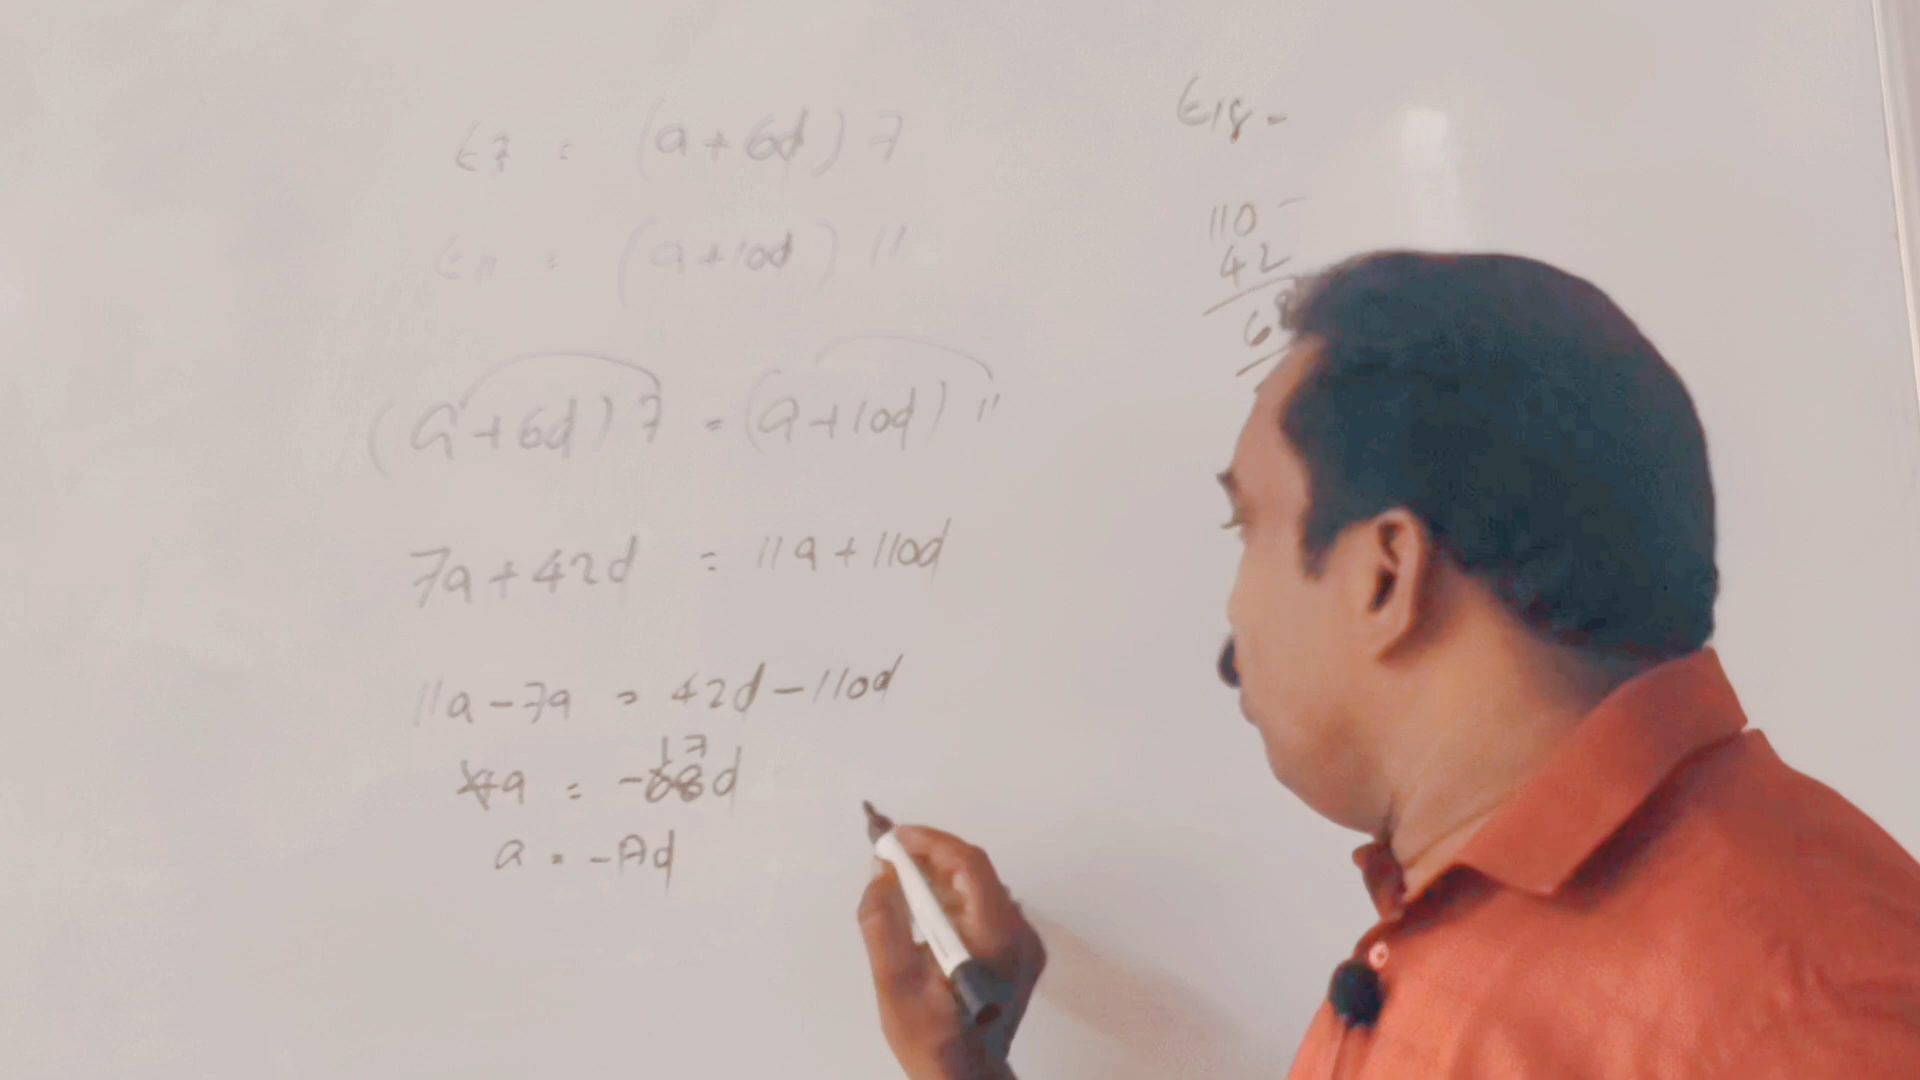 t7 = (a+6d) 7
t11 = (a+10d) 11
(a+6d) 7 = (a+10d) 11
7a+42d = 11a+110d
11a-7a = 42d-110d
17
4a = -68d
a = -17d
t18 -
110 -
42
68